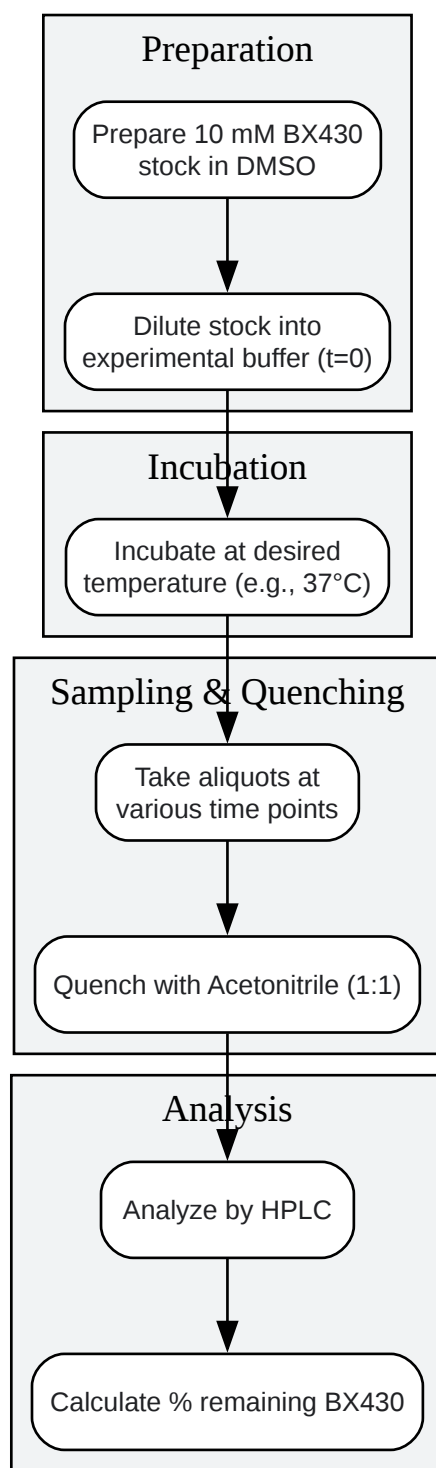 Preparation
Prepare 10 mM BX430
stock in DMSO
Dilute stock into
experimental buffer (t=0)
Incubation
Incubate at desired
temperature (e.g., 37°C)
Sampling & Quenching
Take aliquots at
various time points
Quench with Acetonitrile (1:1)
Analysis
Analyze by HPLC
Calculate % remaining BX430